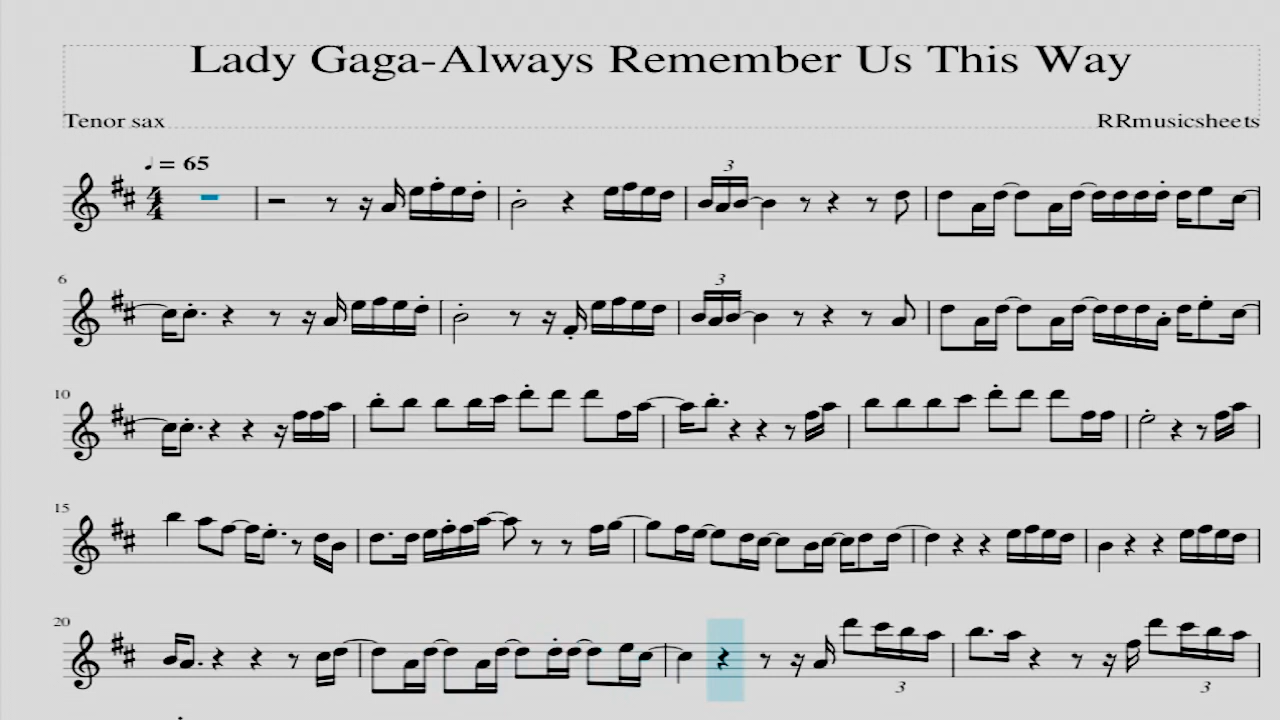 Lady Gaga-Always Remember Us This Way
Tenor sax
RRmusicsheets
♩ = 65
3
6
3
10
15
20
3
3